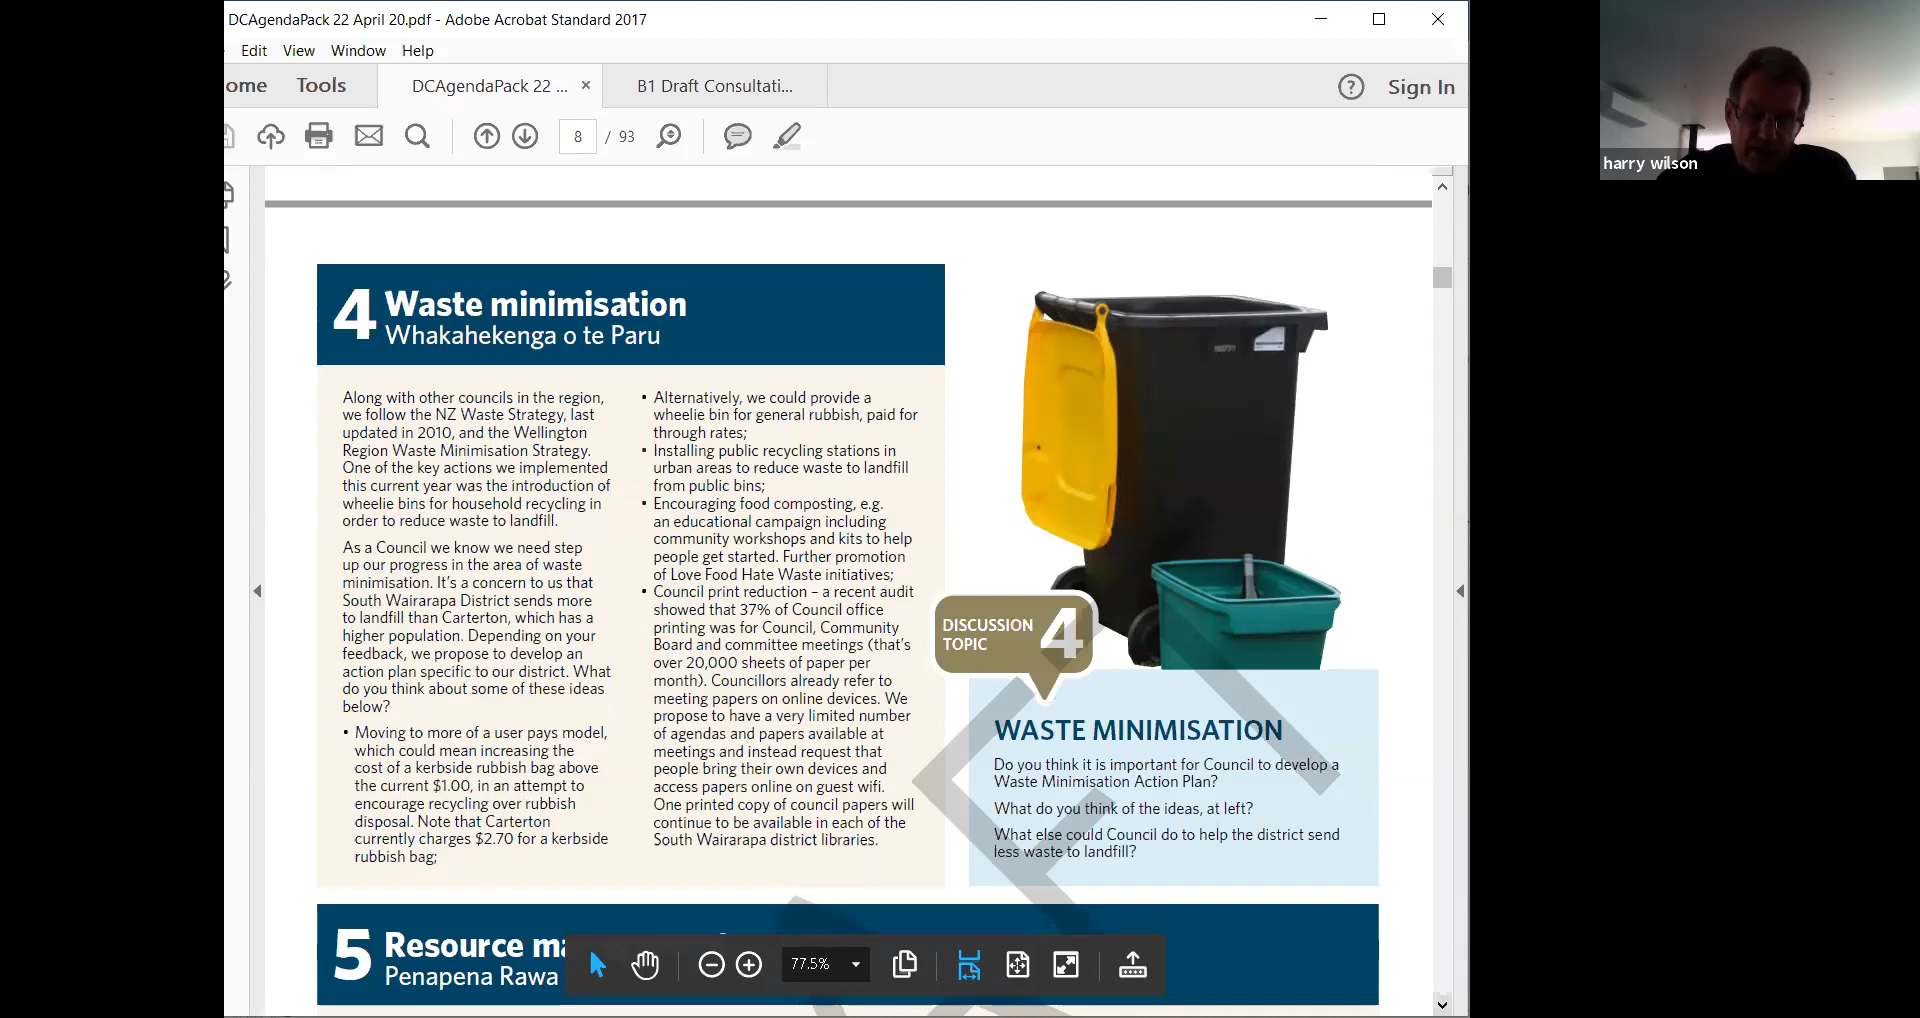 DCAgendaPack 22 April 20.pdf - Adobe Acrobat Standard 2017
Edit View Window Help
ome Tools DCAgendaPack 22 ... × B1 Draft Consultati... ? Sign In
8 / 93
harry wilson
4 Waste minimisation
Whakahekenga o te Paru
Along with other councils in the region,
we follow the NZ Waste Strategy, last
updated in 2010, and the Wellington
Region Waste Minimisation Strategy.
One of the key actions we implemented
this current year was the introduction of
wheelie bins for household recycling in
order to reduce waste to landfill.
As a Council we know we need step
up our progress in the area of waste
minimisation. It's a concern to us that
South Wairarapa District sends more
to landfill than Carterton, which has a
higher population. Depending on your
feedback, we propose to develop an
action plan specific to our district. What
do you think about some of these ideas
below?
• Moving to more of a user pays model,
which could mean increasing the
cost of a kerbside rubbish bag above
the current $1.00, in an attempt to
encourage recycling over rubbish
disposal. Note that Carterton
currently charges $2.70 for a kerbside
rubbish bag;
• Alternatively, we could provide a
wheelie bin for general rubbish, paid for
through rates;
• Installing public recycling stations in
urban areas to reduce waste to landfill
from public bins;
• Encouraging food composting, e.g.
an educational campaign including
community workshops and kits to help
people get started. Further promotion
of Love Food Hate Waste initiatives;
• Council print reduction – a recent audit
showed that 37% of Council office
printing was for Council, Community
Board and committee meetings (that's
over 20,000 sheets of paper per
month). Councillors already refer to
meeting papers on online devices. We
propose to have a very limited number
of agendas and papers available at
meetings and instead request that
people bring their own devices and
access papers online on guest wifi.
One printed copy of council papers will
continue to be available in each of the
South Wairarapa district libraries.
DISCUSSION
TOPIC 4
WASTE MINIMISATION
Do you think it is important for Council to develop a
Waste Minimisation Action Plan?
What do you think of the ideas, at left?
What else could Council do to help the district send
less waste to landfill?
5 Resource ma
Penapena Rawa
77.5%